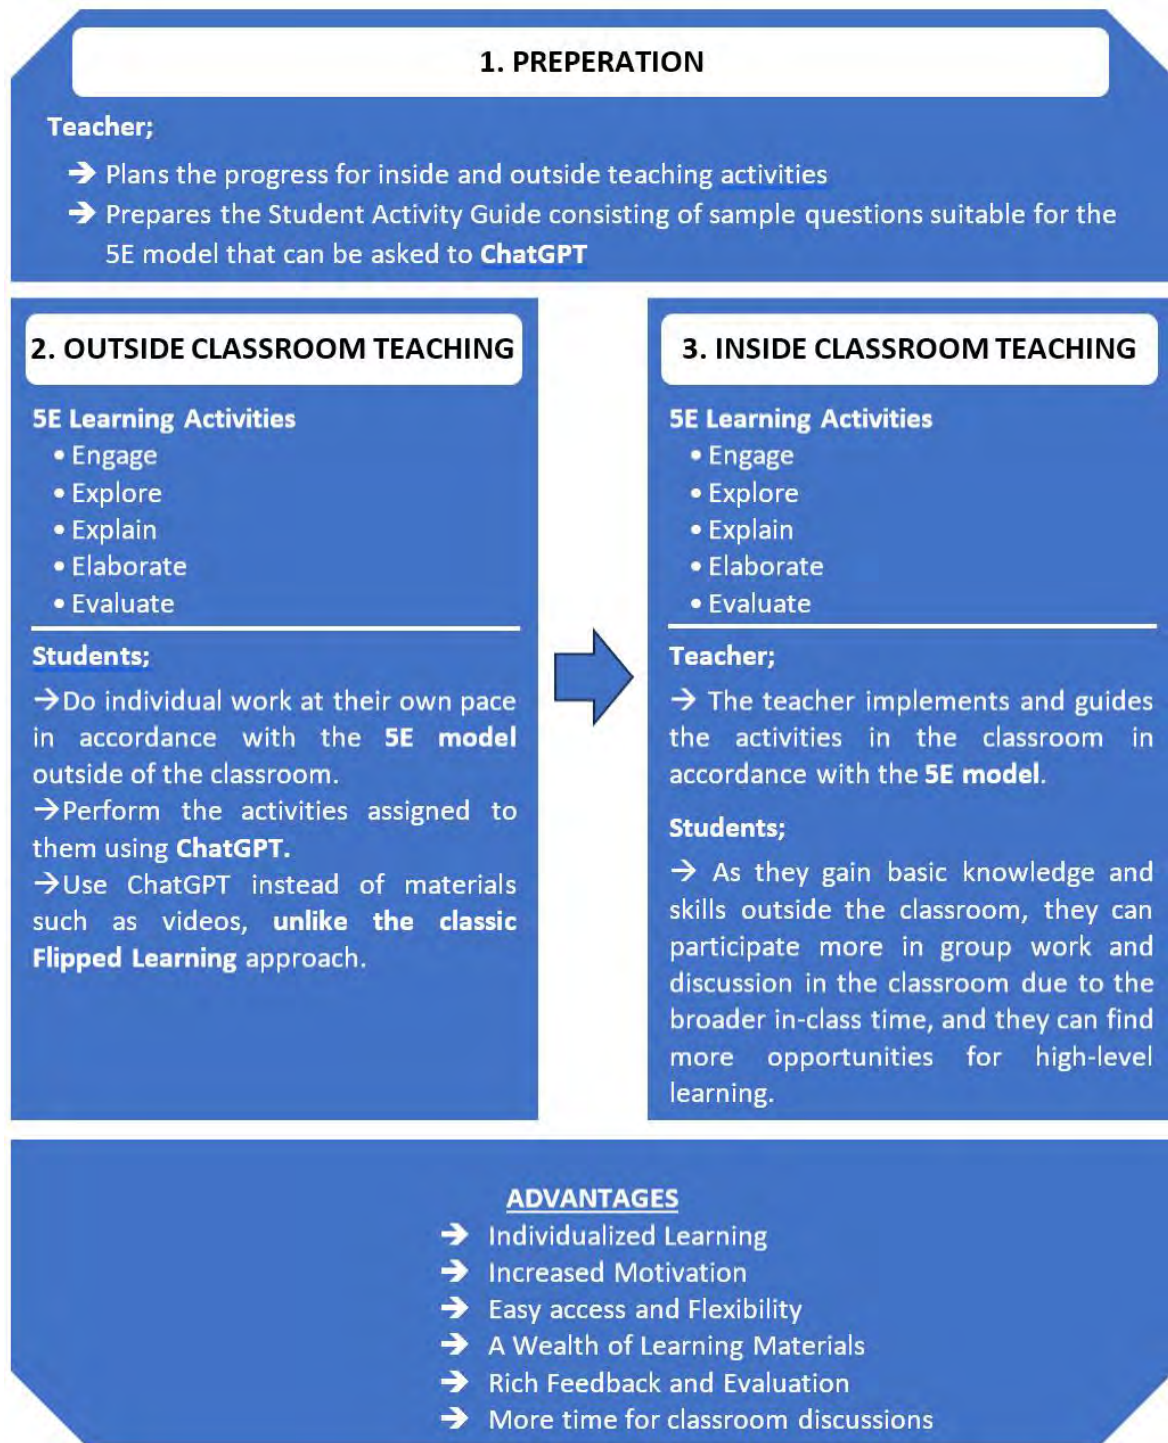 1. PREPERATION
Teacher;
➔ Plans the progress for inside and outside teaching activities
➔ Prepares the Student Activity Guide consisting of sample questions suitable for the
5E model that can be asked to ChatGPT
2. OUTSIDE CLASSROOM TEACHING
5E Learning Activities
• Engage
• Explore
• Explain
• Elaborate
• Evaluate
Students;
→Do individual work at their own pace
in accordance with the 5E model
outside of the classroom.
→Perform the activities assigned to
them using ChatGPT.
→Use ChatGPT instead of materials
such as videos, unlike the classic
Flipped Learning approach.
3. INSIDE CLASSROOM TEACHING
5E Learning Activities
• Engage
• Explore
• Explain
• Elaborate
• Evaluate
Teacher;
→ The teacher implements and guides
the activities in the classroom in
accordance with the 5E model.
Students;
→ As they gain basic knowledge and
skills outside the classroom, they can
participate more in group work and
discussion in the classroom due to the
broader in-class time, and they can find
more opportunities for high-level
learning.
ADVANTAGES
➔ Individualized Learning
➔ Increased Motivation
➔ Easy access and Flexibility
➔ A Wealth of Learning Materials
➔ Rich Feedback and Evaluation
➔ More time for classroom discussions